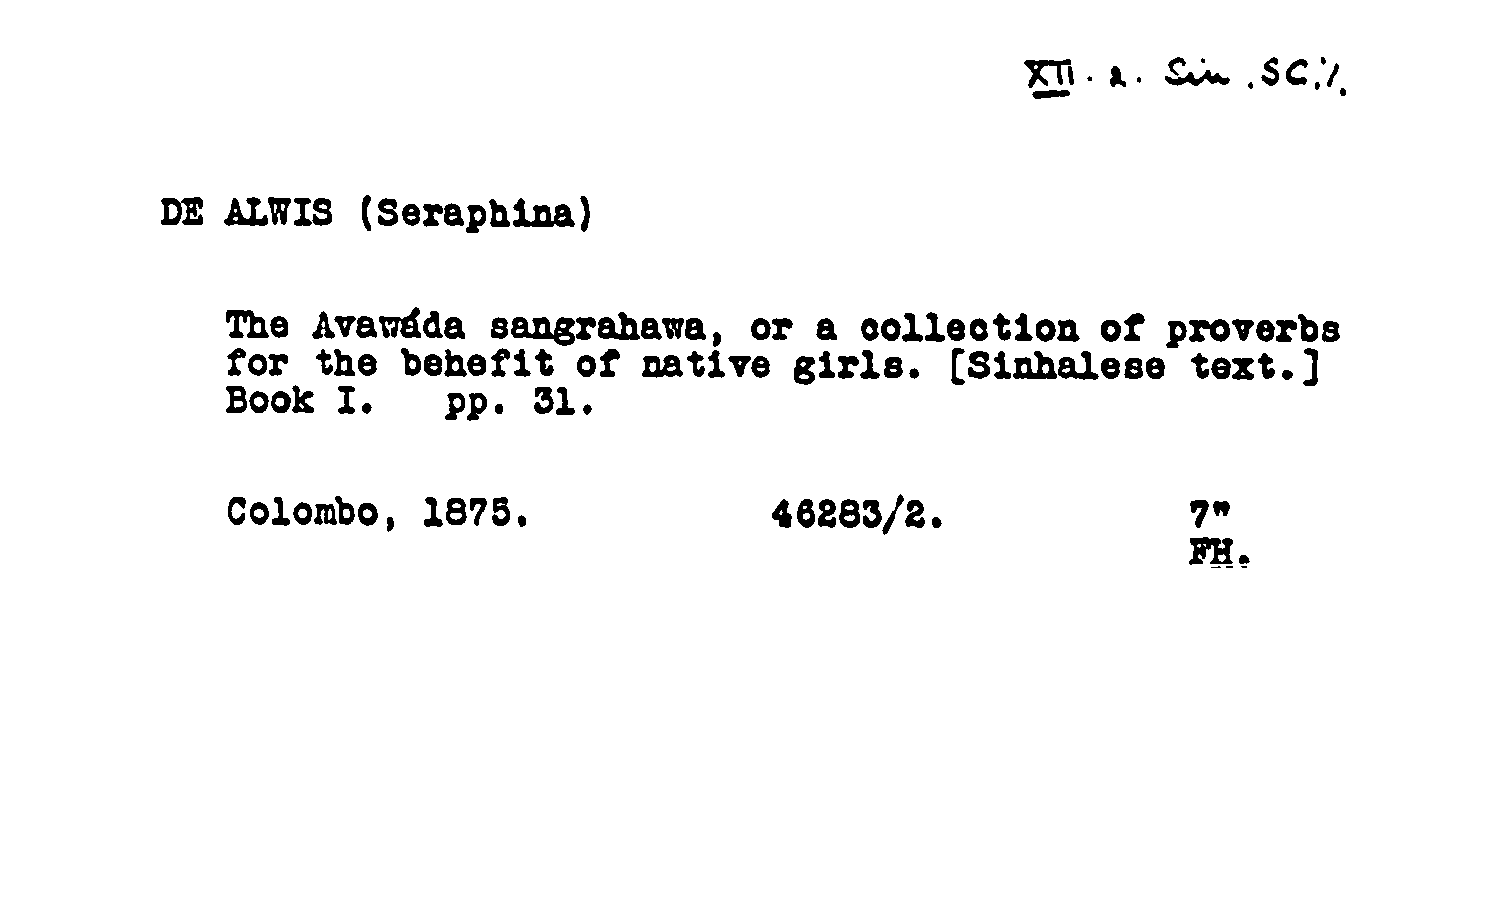 XII. a. Sin. SC.
DE ALWIS (Seraphina)
The Avawáda sangrahawa, or a collection of proverbs
for the behefit of native girls. [Sinhalese text.]
Book I. pp. 31.
Colombo, 1875. 46283/2. 7"
FH.